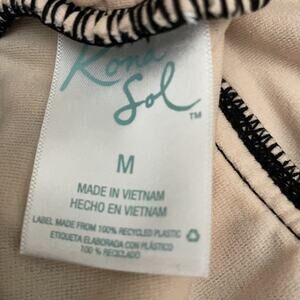 Kona
Sol ™
M
MADE IN VIETNAM
HECHO EN VIETNAM
LABEL MADE FROM 100% RECYCLED PLASTIC
ETIQUETA ELABORADA CON PLÁSTICO
100 % RECICLADO